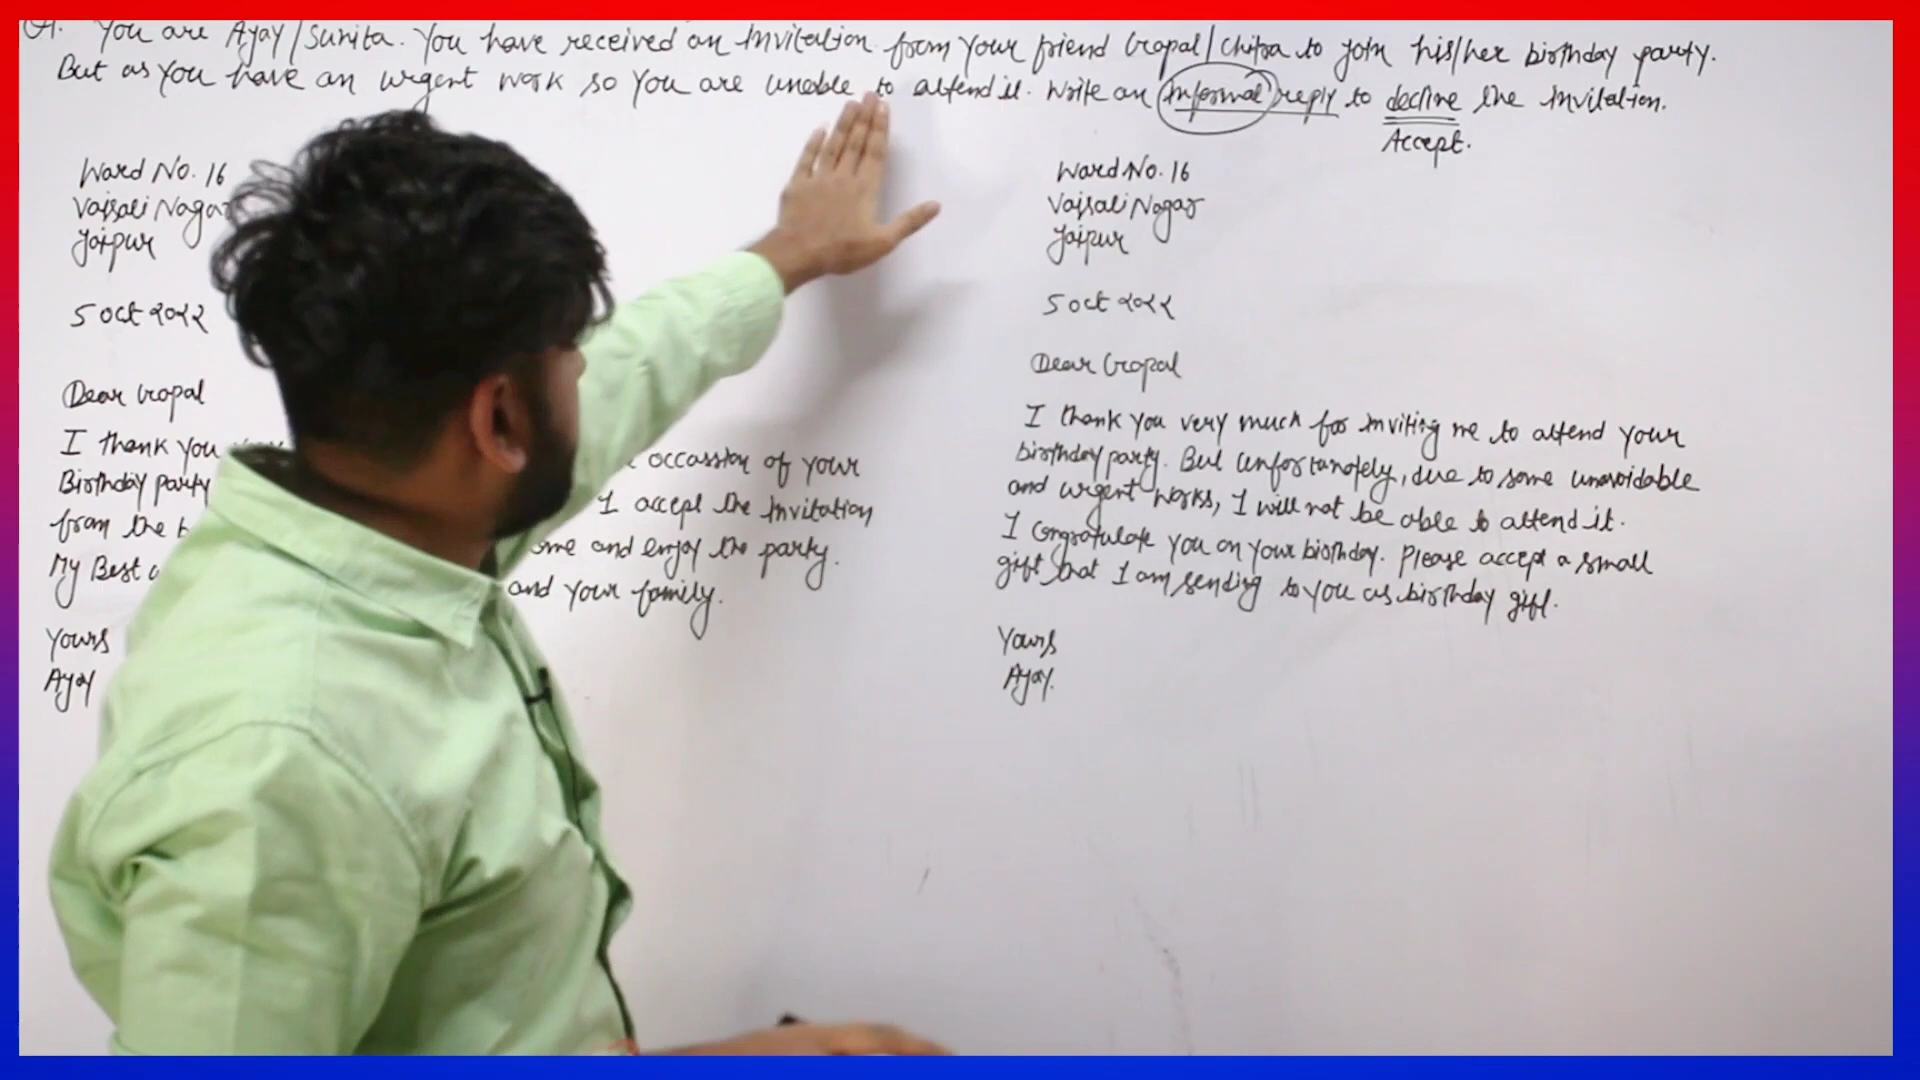 Q1. You are Ajay/Sunita. You have received an invitation from your friend Gopal/Chitra to join his/her birthday party.
But as you have an urgent work so you are unable to attend it. Write an informal reply to decline the invitation.
Accept.
Ward No. 16
Vaisali Nagar
Jaipur
5 oct 2022
Dear Gopal
I thank you
Birthday party
from the
My Best
occassion of your
I accept the invitation
and enjoy the party.
and your family.
Yours
Ajay
Ward No. 16
Vaisali Nagar
Jaipur
5 oct 2022
Dear Gopal
I thank you very much for inviting me to attend your
birthday party. But unfortunately, due to some unavoidable
and urgent works, I will not be able to attend it.
I congratulate you on your birthday. Please accept a small
gift that I am sending to you as birthday gift.
Yours
Ajay.